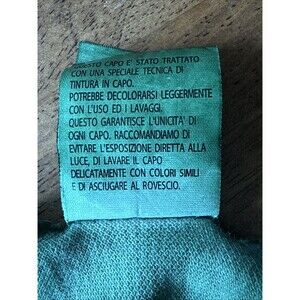 QUESTO CAPO E' STATO TRATTATO
CON UNA SPECIALE TECNICA DI
TINTURA IN CAPO.
POTREBBE DECOLORARSI LEGGERMENTE
CON L'USO ED I LAVAGGI.
QUESTO GARANTISCE L'UNICITA' DI
OGNI CAPO. RACCOMANDIAMO DI
EVITARE L'ESPOSIZIONE DIRETTA ALLA
LUCE, DI LAVARE IL CAPO
DELICATAMENTE CON COLORI SIMILI
E DI ASCIUGARE AL ROVESCIO.